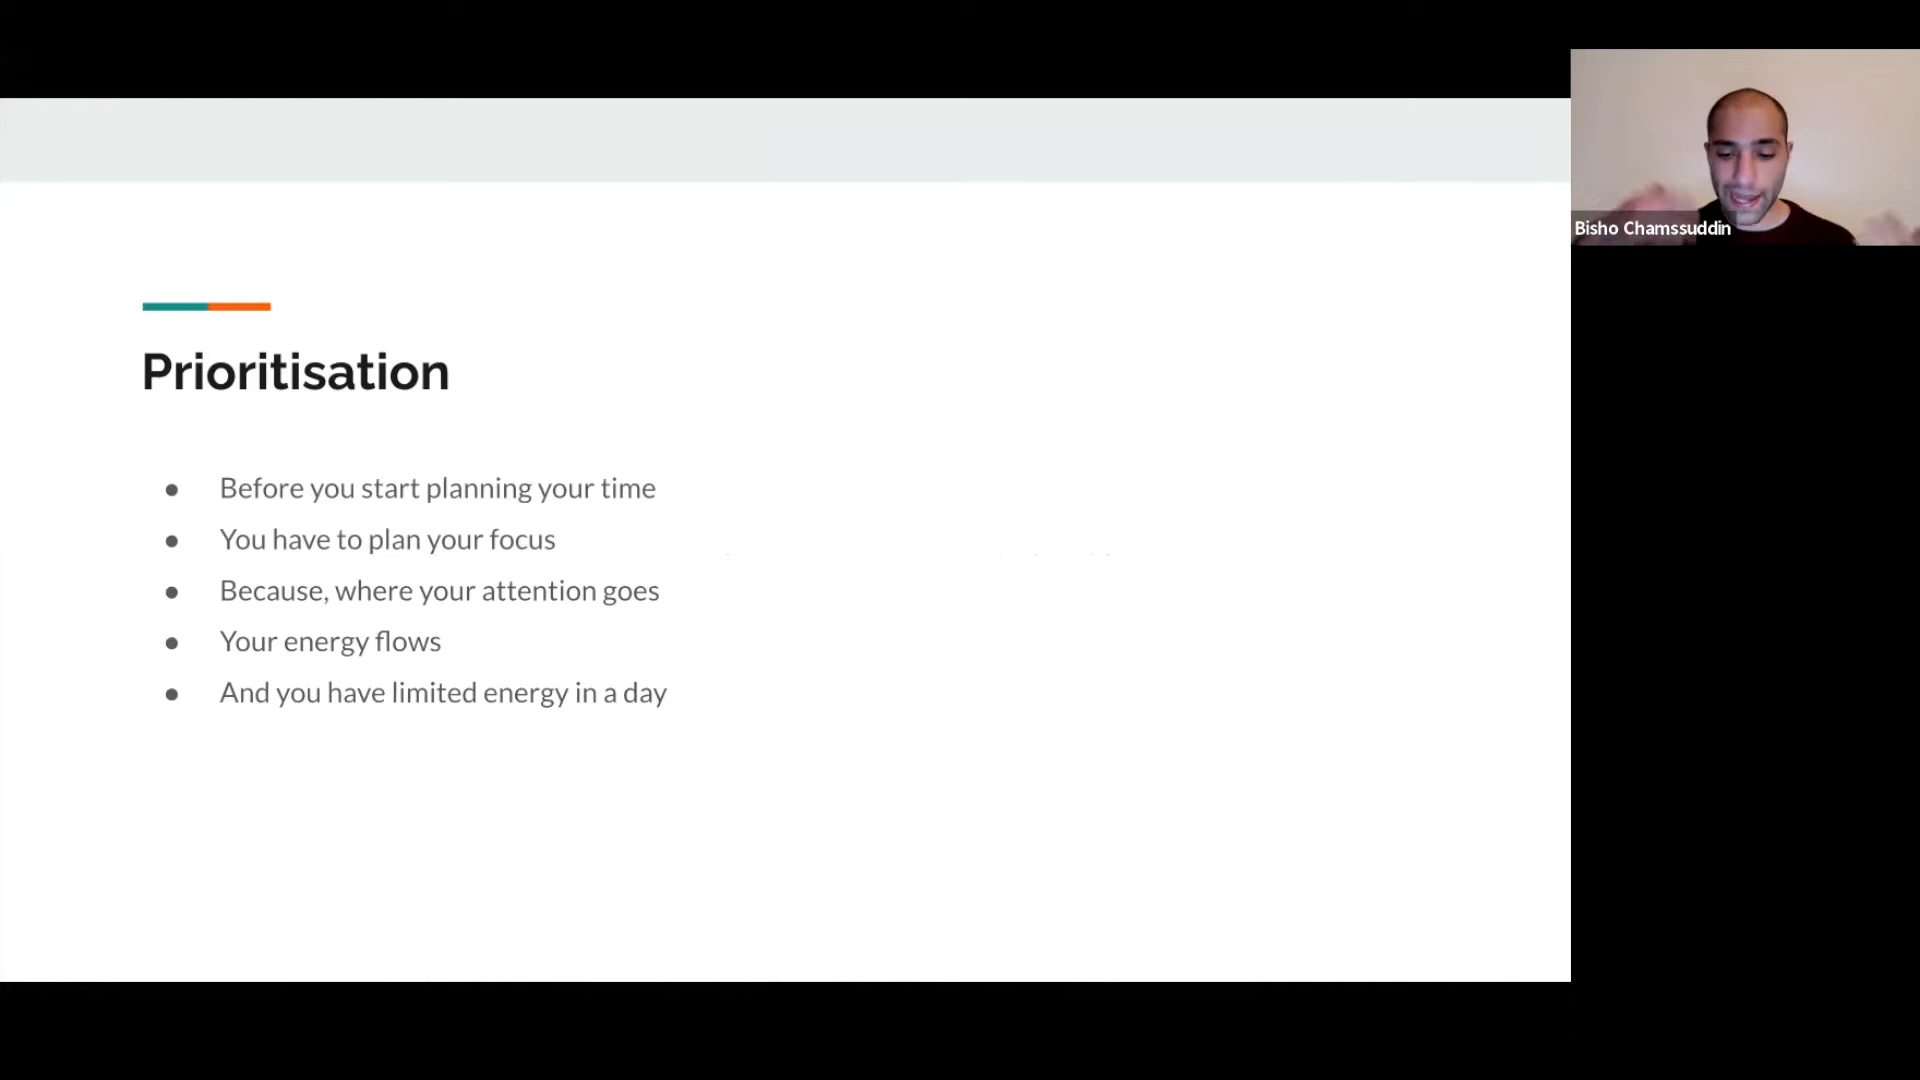 Prioritisation
● Before you start planning your time
● You have to plan your focus
● Because, where your attention goes
● Your energy flows
● And you have limited energy in a day
Bisho Chamssuddin